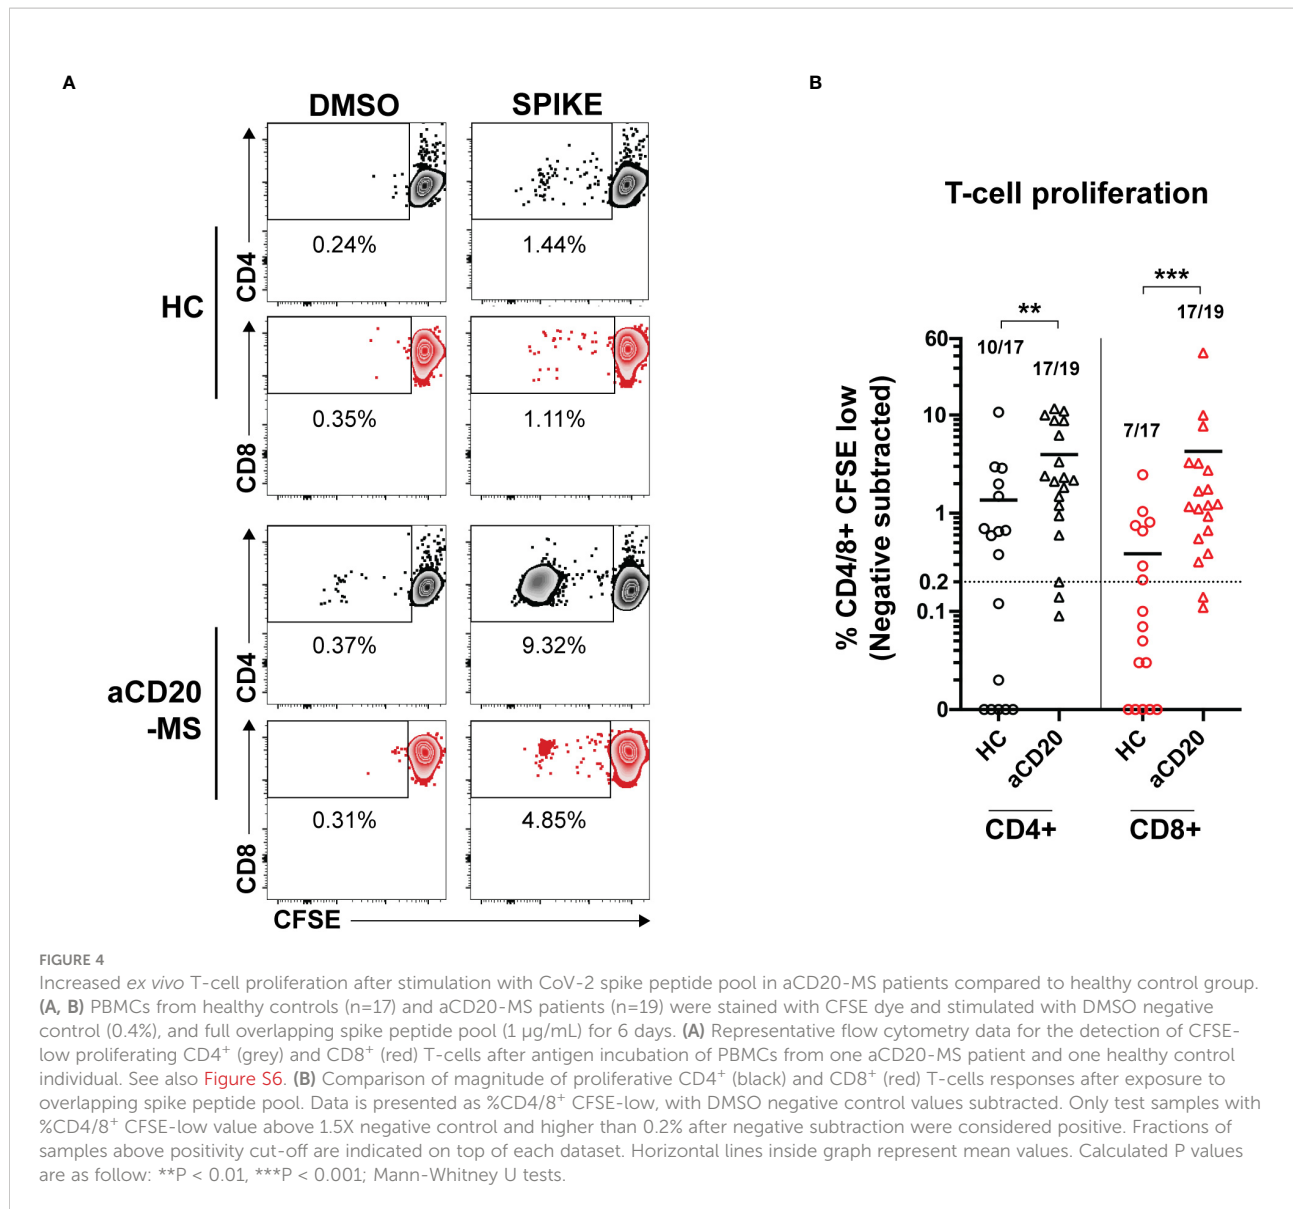 A
DMSO
SPIKE
HC
CD4
0.24%
1.44%
CD8
0.35%
1.11%
aCD20
-MS
CD4
0.37%
9.32%
CD8
0.31%
4.85%
CFSE
B
T-cell proliferation
% CD4/8+ CFSE low
(Negative subtracted)
60
10
1
0.2
0.1
0
10/17
**
17/19
7/17
***
17/19
HC
aCD20
HC
aCD20
CD4+
CD8+
FIGURE 4
Increased ex vivo T-cell proliferation after stimulation with CoV-2 spike peptide pool in aCD20-MS patients compared to healthy control group.
(A, B) PBMCs from healthy controls (n=17) and aCD20-MS patients (n=19) were stained with CFSE dye and stimulated with DMSO negative
control (0.4%), and full overlapping spike peptide pool (1 µg/mL) for 6 days. (A) Representative flow cytometry data for the detection of CFSE-
low proliferating CD4⁺ (grey) and CD8⁺ (red) T-cells after antigen incubation of PBMCs from one aCD20-MS patient and one healthy control
individual. See also Figure S6. (B) Comparison of magnitude of proliferative CD4⁺ (black) and CD8⁺ (red) T-cells responses after exposure to
overlapping spike peptide pool. Data is presented as %CD4/8⁺ CFSE-low, with DMSO negative control values subtracted. Only test samples with
%CD4/8⁺ CFSE-low value above 1.5X negative control and higher than 0.2% after negative subtraction were considered positive. Fractions of
samples above positivity cut-off are indicated on top of each dataset. Horizontal lines inside graph represent mean values. Calculated P values
are as follow: **P < 0.01, ***P < 0.001; Mann-Whitney U tests.